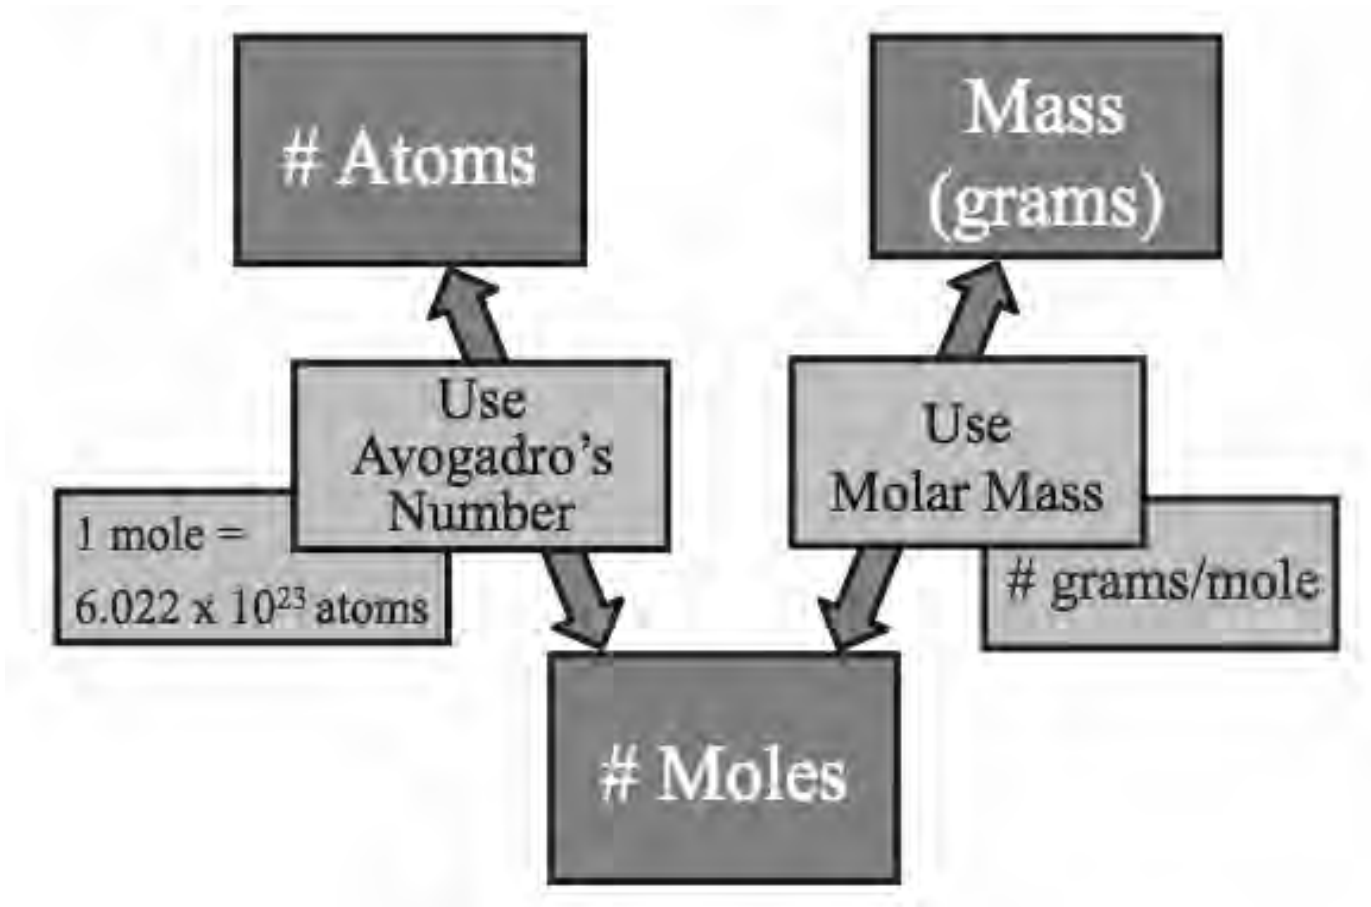 # Atoms
Mass
(grams)
Use
Avogadro's
Number
1 mole =
6.022 x 10²³ atoms
Use
Molar Mass
# grams/mole
# Moles